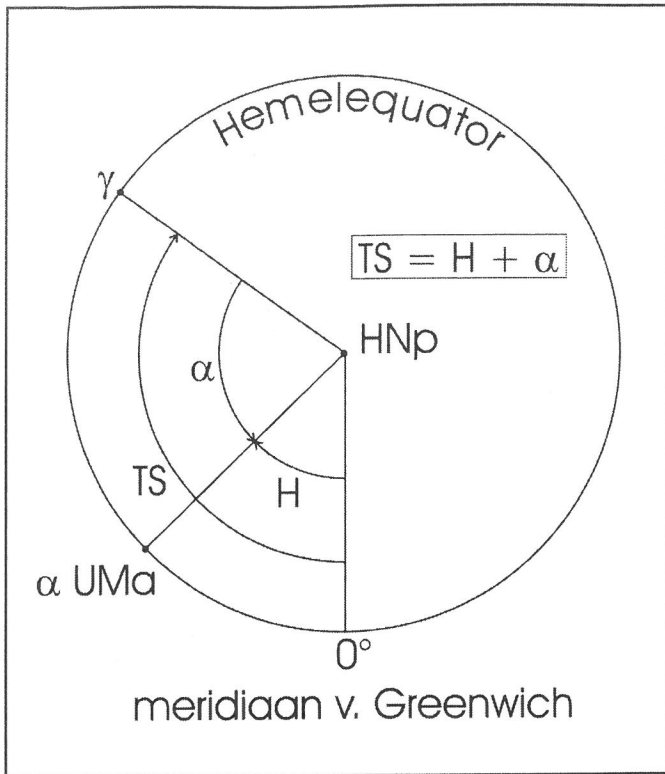 Hemelequator
γ
TS = H + α
HNp
α
TS
H
α UMa
0°
meridiaan v. Greenwich